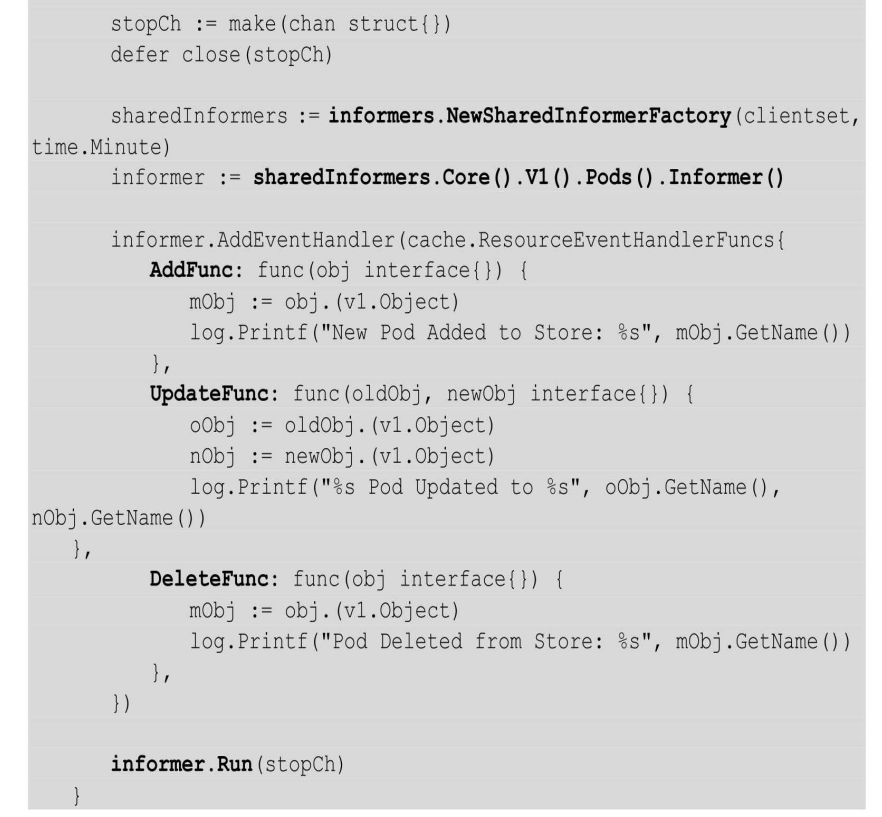 stopCh := make(chan struct{})
defer close(stopCh)
sharedInformers := informers.NewSharedInformerFactory(clientset,
time.Minute)
informer := sharedInformers.Core().V1().Pods().Informer()
informer.AddEventHandler(cache.ResourceEventHandlerFuncs{
AddFunc: func(obj interface{}) {
mObj := obj.(v1.Object)
log.Printf("New Pod Added to Store: %s", mObj.GetName())
},
UpdateFunc: func(oldObj, newObj interface{}) {
oObj := oldObj.(v1.Object)
nObj := newObj.(v1.Object)
log.Printf("%s Pod Updated to %s", oObj.GetName(),
nObj.GetName())
},
DeleteFunc: func(obj interface{}) {
mObj := obj.(v1.Object)
log.Printf("Pod Deleted from Store: %s", mObj.GetName())
},
})
informer.Run(stopCh)
}